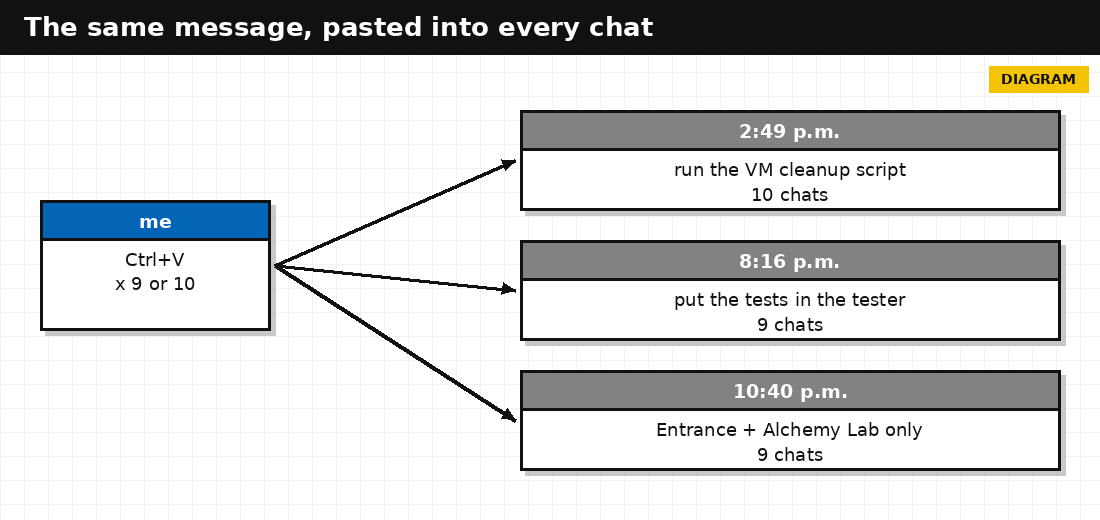 The same message, pasted into every chat
DIAGRAM
me
Ctrl+V
x 9 or 10
2:49 p.m.
run the VM cleanup script
10 chats
8:16 p.m.
put the tests in the tester
9 chats
10:40 p.m.
Entrance + Alchemy Lab only
9 chats